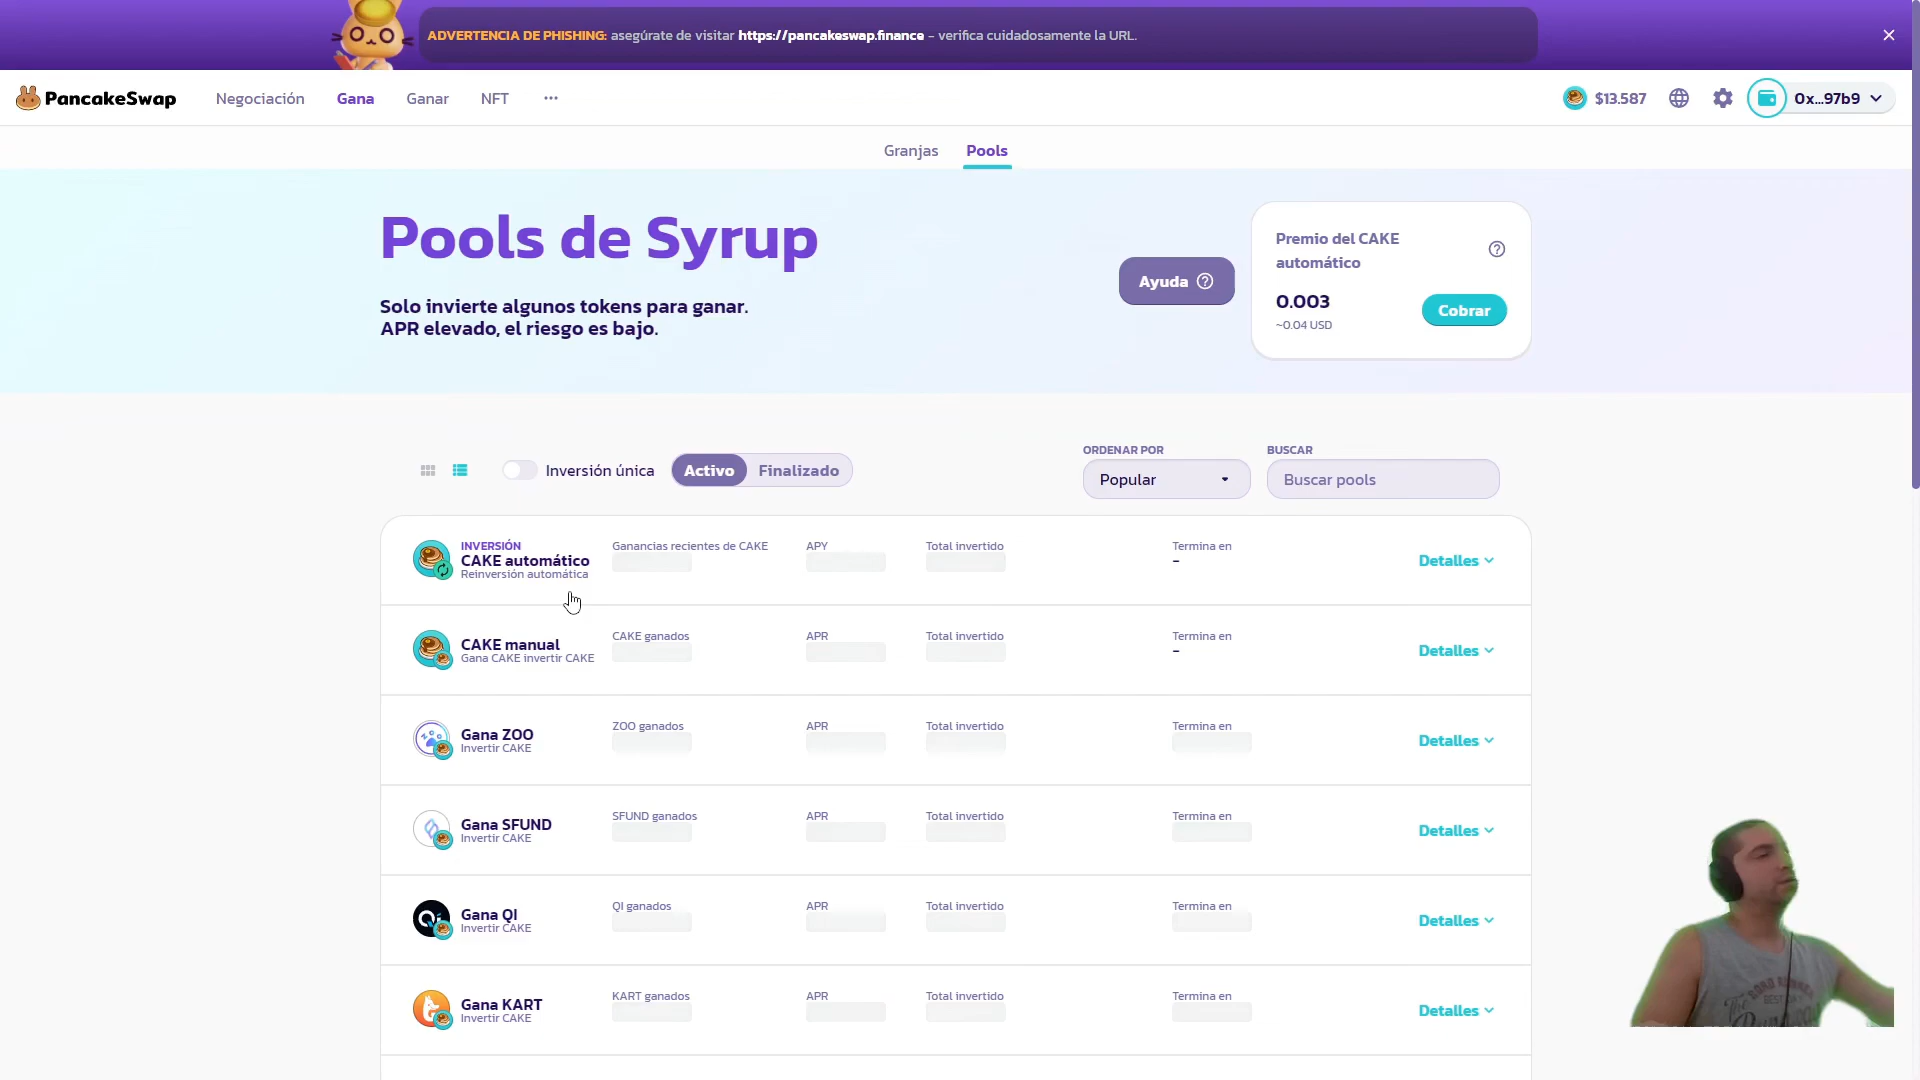 ADVERTENCIA DE PHISHING: asegúrate de visitar https://pancakeswap.finance - verifica cuidadosamente la URL.
PancakeSwap Negociación Gana Ganar NFT ... $13.587 0x...97b9
Granjas Pools
Pools de Syrup
Solo invierte algunos tokens para ganar.
APR elevado, el riesgo es bajo.
Ayuda
Premio del CAKE
automático
0.003
~0.04 USD
Cobrar
Inversión única Activo Finalizado
ORDENAR POR
Popular
BUSCAR
Buscar pools
INVERSIÓN
CAKE automático
Reinversión automática
Ganancias recientes de CAKE
APY
Total invertido
Termina en
-
Detalles
CAKE manual
Gana CAKE invertir CAKE
CAKE ganados
APR
Total invertido
Termina en
-
Detalles
Gana ZOO
Invertir CAKE
ZOO ganados
APR
Total invertido
Termina en
Detalles
Gana SFUND
Invertir CAKE
SFUND ganados
APR
Total invertido
Termina en
Detalles
Gana QI
Invertir CAKE
QI ganados
APR
Total invertido
Termina en
Detalles
Gana KART
Invertir CAKE
KART ganados
APR
Total invertido
Termina en
Detalles